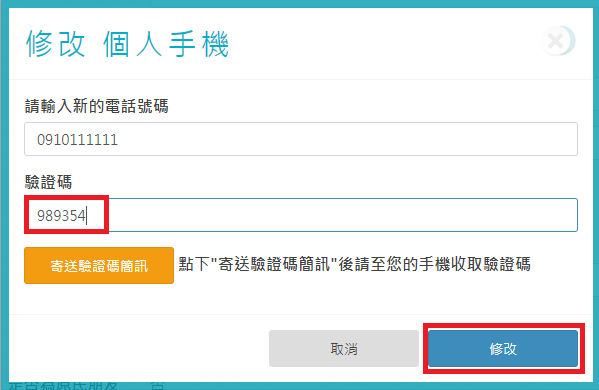 修改 個人手機
請輸入新的電話號碼
0910111111
驗證碼
989354
寄送驗證碼簡訊 點下"寄送驗證碼簡訊"後請至您的手機收取驗證碼
取消 修改